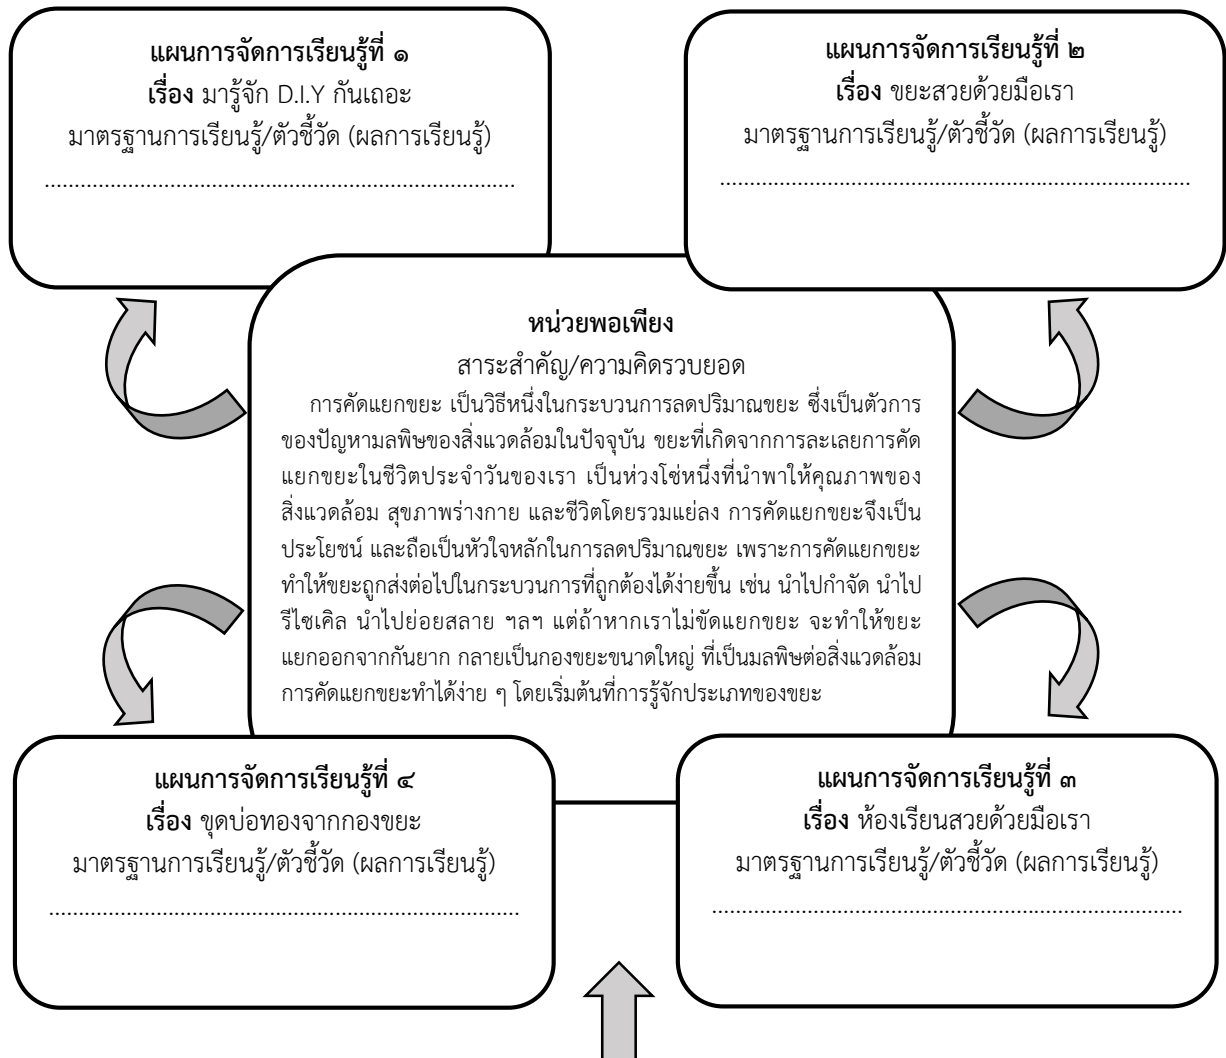 แผนการจัดการเรียนรู้ที่ ๑
เรื่อง มารู้จัก D.I.Y กันเถอะ
มาตรฐานการเรียนรู้/ตัวชี้วัด (ผลการเรียนรู้)
...............................................................................
แผนการจัดการเรียนรู้ที่ ๒
เรื่อง ขยะสวยด้วยมือเรา
มาตรฐานการเรียนรู้/ตัวชี้วัด (ผลการเรียนรู้)
...............................................................................
หน่วยพอเพียง
สาระสำคัญ/ความคิดรวบยอด
การคัดแยกขยะ เป็นวิธีหนึ่งในกระบวนการลดปริมาณขยะ ซึ่งเป็นตัวการ
ของปัญหามลพิษของสิ่งแวดล้อมในปัจจุบัน ขยะที่เกิดจากการละเลยการคัด
แยกขยะในชีวิตประจำวันของเรา เป็นห่วงโซ่หนึ่งที่นำพาให้คุณภาพของ
สิ่งแวดล้อม สุขภาพร่างกาย และชีวิตโดยรวมแย่ลง การคัดแยกขยะจึงเป็น
ประโยชน์ และถือเป็นหัวใจหลักในการลดปริมาณขยะ เพราะการคัดแยกขยะ
ทำให้ขยะถูกส่งต่อไปในกระบวนการที่ถูกต้องได้ง่ายขึ้น เช่น นำไปกำจัด นำไป
รีไซเคิล นำไปย่อยสลาย ฯลฯ แต่ถ้าหากเราไม่ขัดแยกขยะ จะทำให้ขยะ
แยกออกจากกันยาก กลายเป็นกองขยะขนาดใหญ่ ที่เป็นมลพิษต่อสิ่งแวดล้อม
การคัดแยกขยะทำได้ง่าย ๆ โดยเริ่มต้นที่การรู้จักประเภทของขยะ
แผนการจัดการเรียนรู้ที่ ๔
เรื่อง ขุดบ่อทองจากกองขยะ
มาตรฐานการเรียนรู้/ตัวชี้วัด (ผลการเรียนรู้)
...............................................................................
แผนการจัดการเรียนรู้ที่ ๓
เรื่อง ห้องเรียนสวยด้วยมือเรา
มาตรฐานการเรียนรู้/ตัวชี้วัด (ผลการเรียนรู้)
...............................................................................